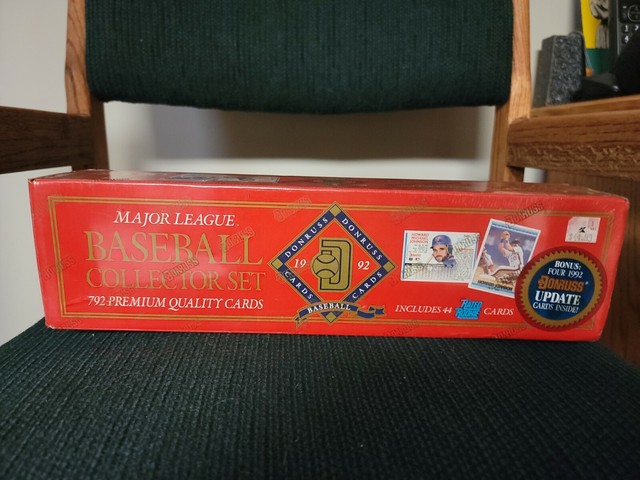 MAJOR LEAGUE
BASEBALL
COLLECTOR SET
792 PREMIUM QUALITY CARDS
DONRUSS DONRUSS
19 92
CARDS CARDS
BASEBALL
INCLUDES 44 RATED ROOKIE CARDS
BONUS:
FOUR 1992
DONRUSS
UPDATE
CARDS INSIDE!